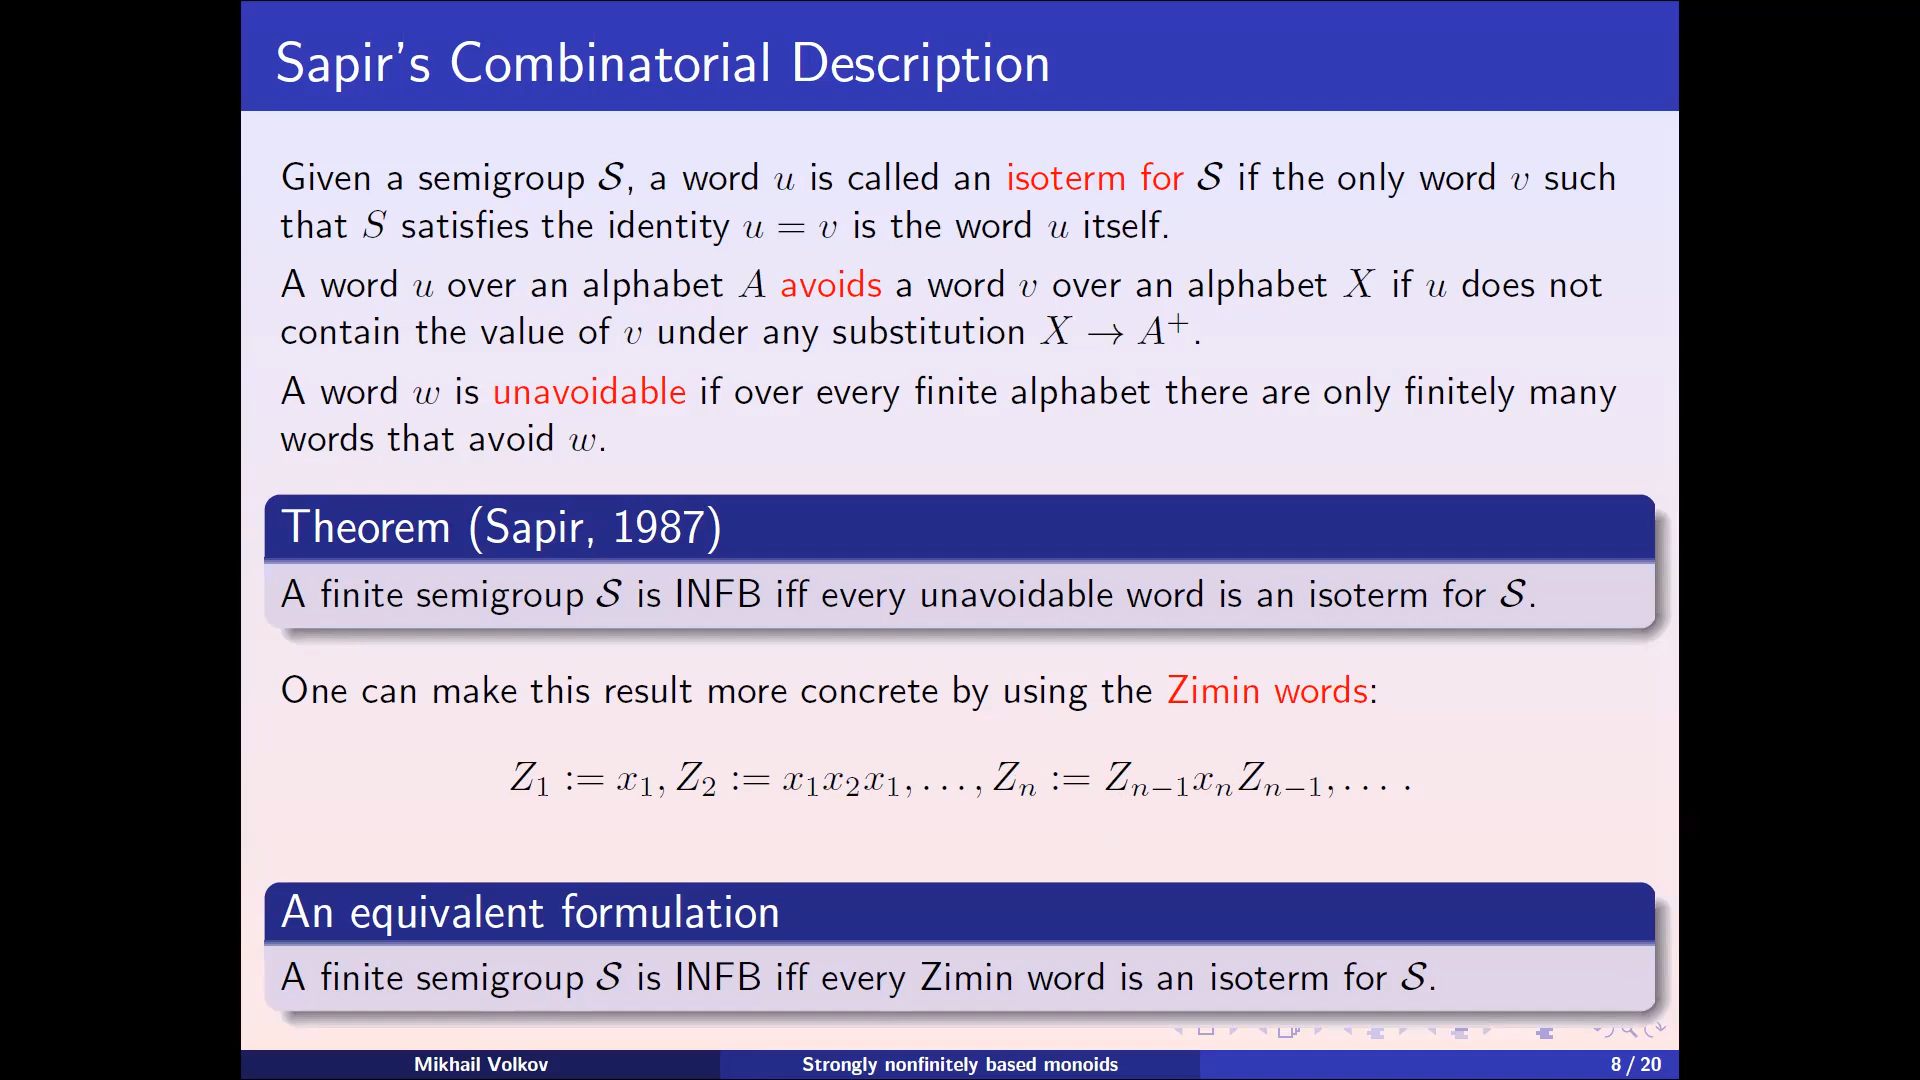 Sapir's Combinatorial Description
Given a semigroup 𝒮, a word u is called an isoterm for 𝒮 if the only word v such
that S satisfies the identity u = v is the word u itself.
A word u over an alphabet A avoids a word v over an alphabet X if u does not
contain the value of v under any substitution X → A⁺.
A word w is unavoidable if over every finite alphabet there are only finitely many
words that avoid w.
Theorem (Sapir, 1987)
A finite semigroup 𝒮 is INFB iff every unavoidable word is an isoterm for 𝒮.
One can make this result more concrete by using the Zimin words:
Z₁ := x₁, Z₂ := x₁x₂x₁, . . . , Zₙ := Zₙ₋₁xₙZₙ₋₁, . . . .
An equivalent formulation
A finite semigroup 𝒮 is INFB iff every Zimin word is an isoterm for 𝒮.
Mikhail Volkov Strongly nonfinitely based monoids 8 / 20